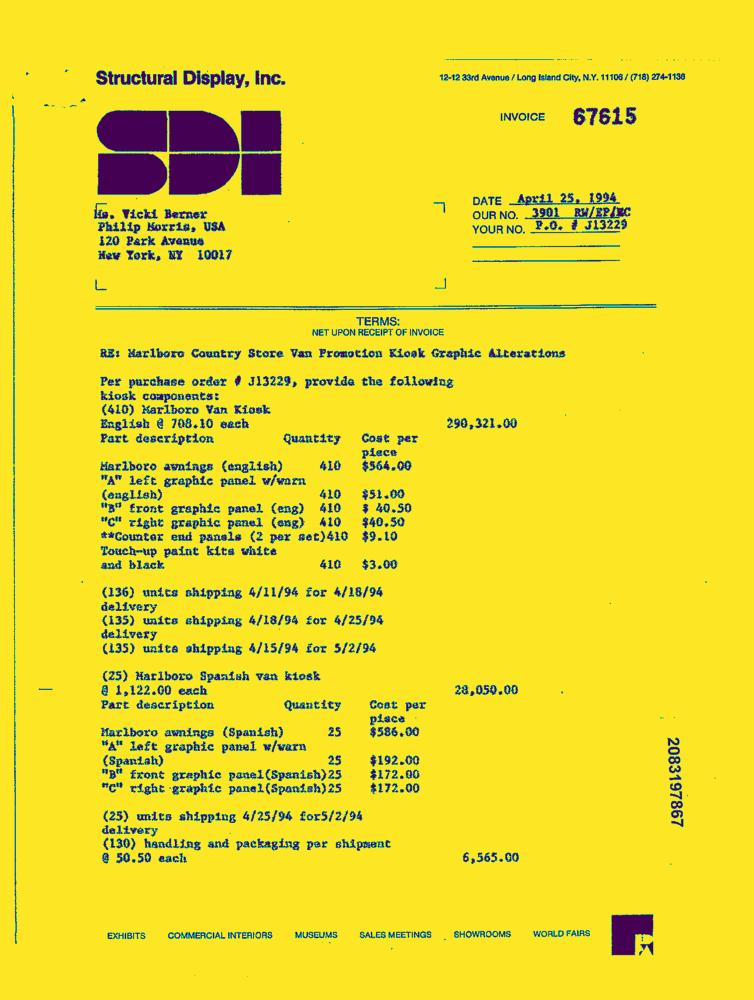 Structural Display, Inc.
12-12 33rd Avenue / Long Island City, N.Y. 11106 / (718) 274-1136
SDI
INVOICE 67615
DATE April 25, 1994
OUR NO. 3901 RW/EP/MC
YOUR NO. P.O. # J13229
Ms. Vicki Berner
Philip Morris, USA
120 Park Avenue
New York, NY 10017
TERMS:
NET UPON RECEIPT OF INVOICE
RE: Marlboro Country Store Van Promotion Kiosk Graphic Alterations
Per purchase order # J13229, provide the following
kiosk components:
(410) Marlboro Van Kiosk
English @ 708.10 each 290,321.00
Part description Quantity Cost per
piece
Marlboro awnings (english) 410 $564.00
"A" left graphic panel w/warn
(english) 410 $51.00
"B" front graphic panel (eng) 410 $ 40.50
"C" right graphic panel (eng) 410 $40.50
**Counter end panels (2 per set)410 $9.10
Touch-up paint kits white
and black 410 $3.00
(136) units shipping 4/11/94 for 4/18/94
delivery
(135) units shipping 4/18/94 for 4/25/94
delivery
(135) units shipping 4/15/94 for 5/2/94
(25) Marlboro Spanish van kiosk
@ 1,122.00 each 28,050.00
Part description Quantity Cost per
piece
Marlboro awnings (Spanish) 25 $586.00
"A" left graphic panel w/warn
(Spanish) 25 $192.00
"B" front graphic panel(Spanish)25 $172.00
"C" right graphic panel(Spanish)25 $172.00
(25) units shipping 4/25/94 for5/2/94
delivery
(130) handling and packaging per shipment
@ 50.50 each 6,565.00
2083197867
EXHIBITS COMMERCIAL INTERIORS MUSEUMS SALES MEETINGS SHOWROOMS WORLD FAIRS